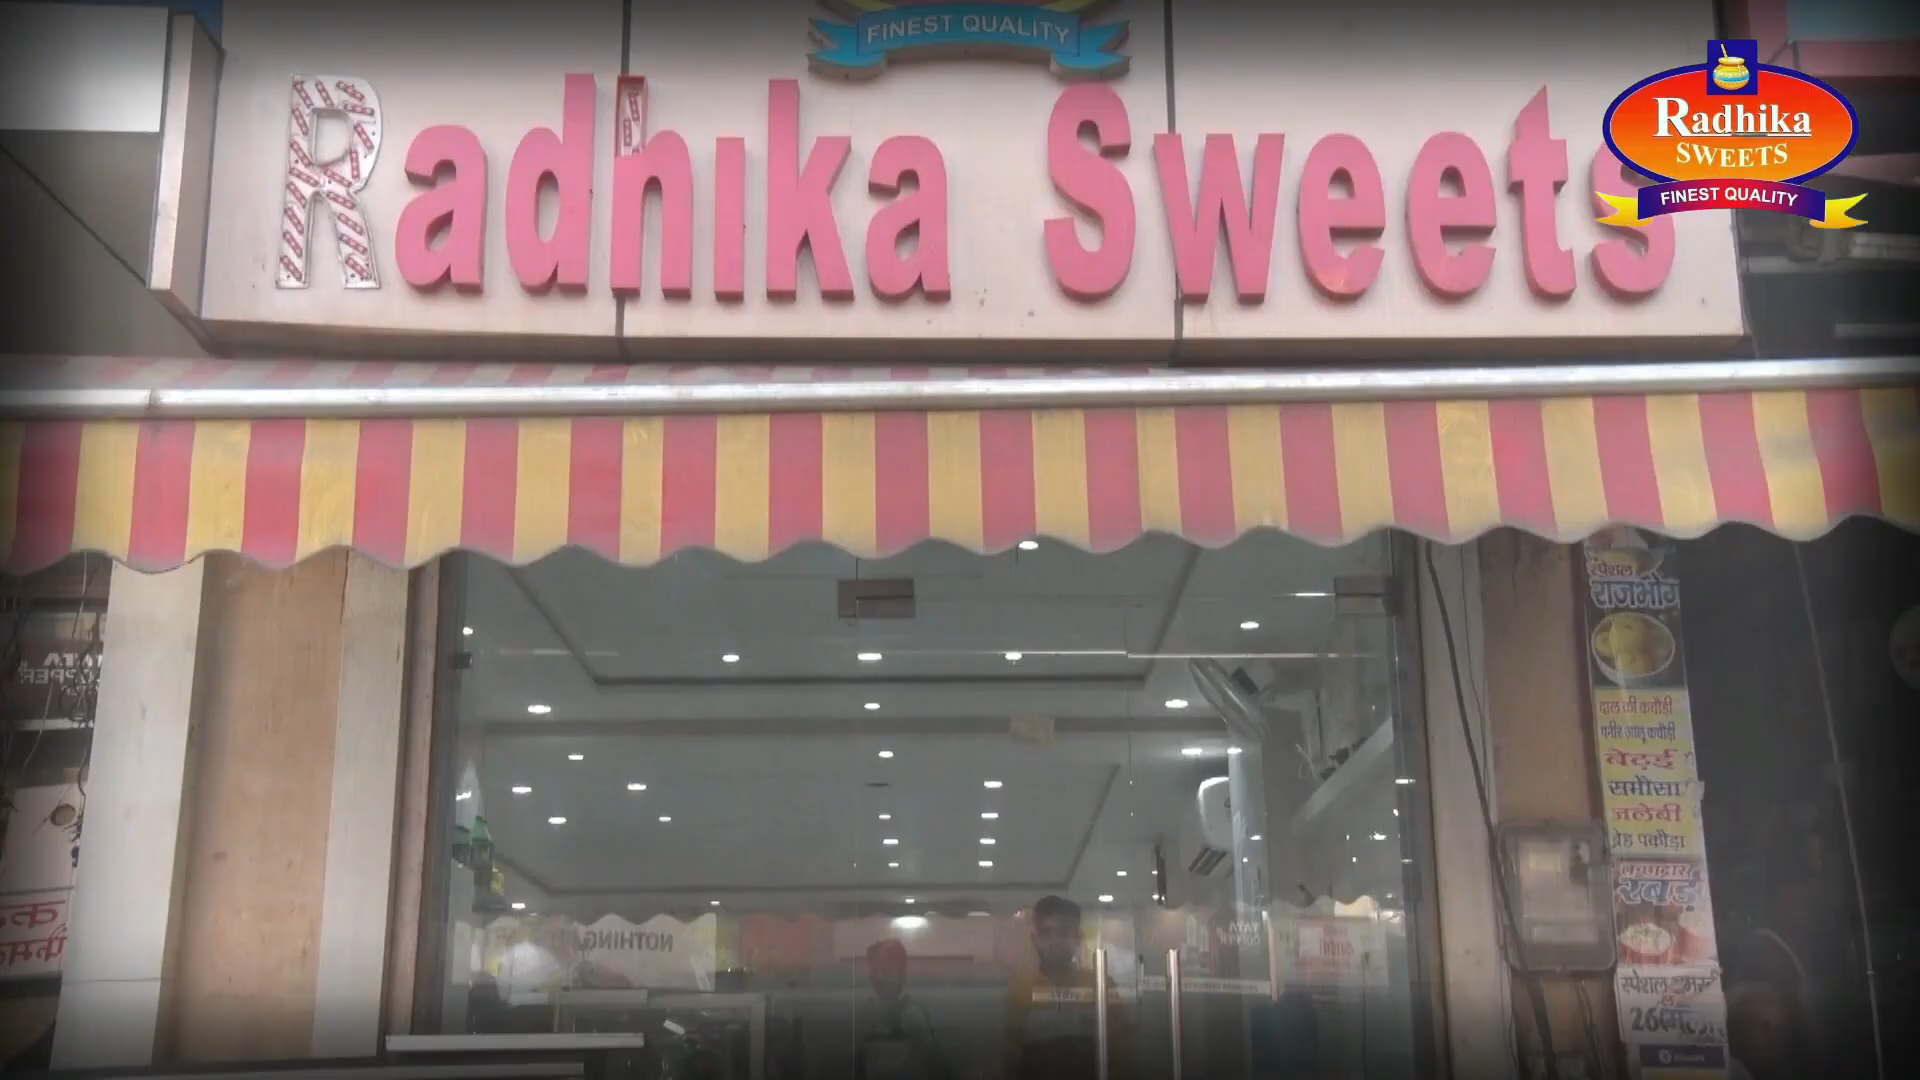 FINEST QUALITY
Radhika Sweets
Radhika
SWEETS
FINEST QUALITY
स्पेशल
राजभोग
दाल की कचौड़ी
पनीर आलू कचौड़ी
बेढ़ई
समोसा
जलेबी
ब्रेड पकौड़ा
लच्छेदार
रबड़ी
स्पेशल
NOTHING
TATA